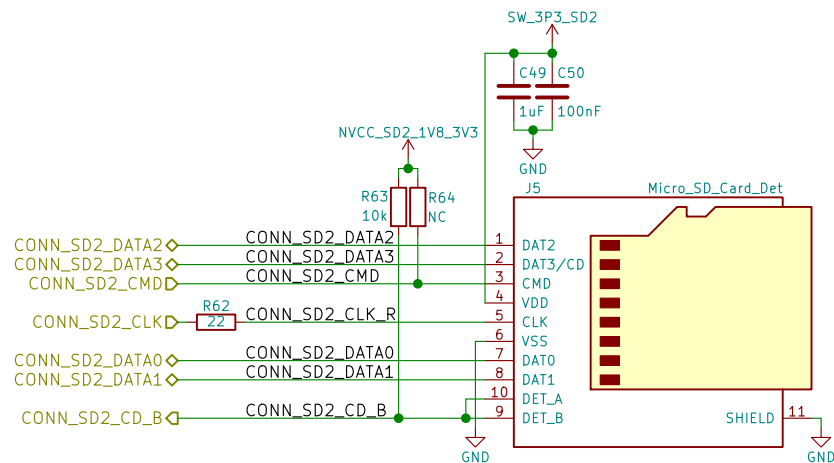 SW_3P3_SD2
C49 C50
1uF 100nF
NVCC_SD2_1V8_3V3
GND
J5 Micro_SD_Card_Det
R63 R64
10k NC
CONN_SD2_DATA2 CONN_SD2_DATA2 1 DAT2
CONN_SD2_DATA3 CONN_SD2_DATA3 2 DAT3/CD
CONN_SD2_CMD CONN_SD2_CMD 3 CMD
4 VDD
R62
CONN_SD2_CLK 22 CONN_SD2_CLK_R 5 CLK
6 VSS
CONN_SD2_DATA0 CONN_SD2_DATA0 7 DAT0
CONN_SD2_DATA1 CONN_SD2_DATA1 8 DAT1
10 DET_A
CONN_SD2_CD_B CONN_SD2_CD_B 9 DET_B SHIELD 11
GND GND